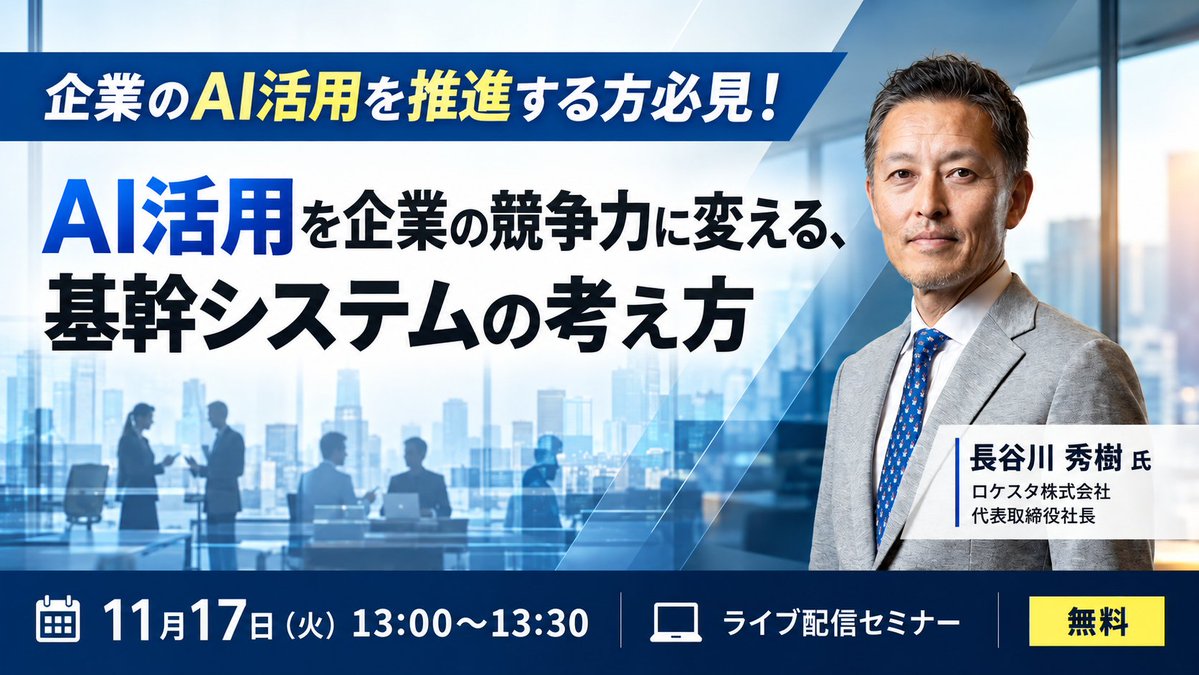 企業のAI活用を推進する方必見！
AI活用を企業の競争力に変える、
基幹システムの考え方
長谷川 秀樹 氏
ロケスタ株式会社
代表取締役社長
11月17日（火）13:00〜13:30
ライブ配信セミナー
無料